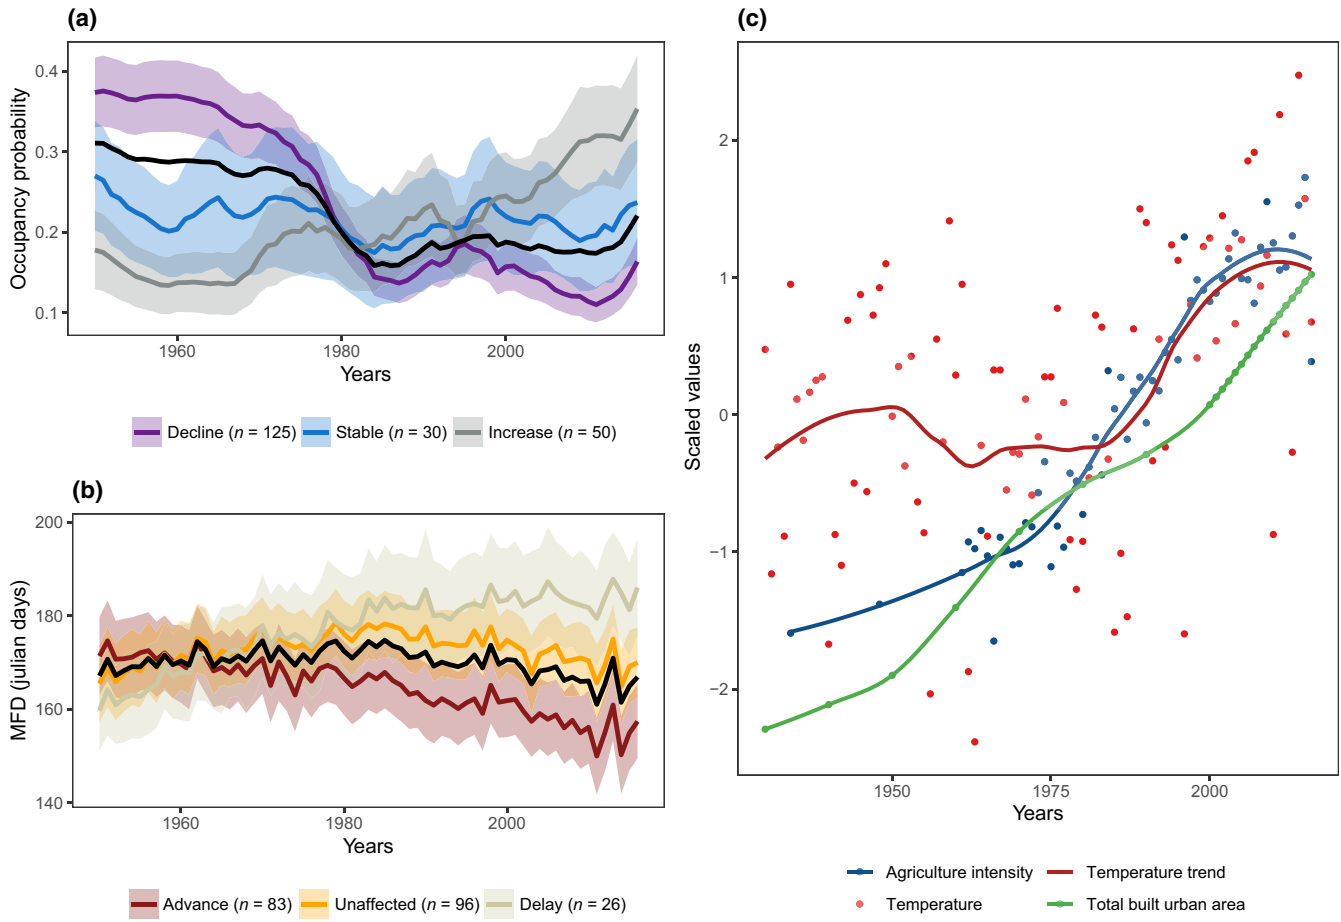 (a)
Occupancy probability
0.4
0.3
0.2
0.1
1960 1980 2000
Years
Decline (n = 125) Stable (n = 30) Increase (n = 50)
(b)
MFD (julian days)
200
180
160
140
1960 1980 2000
Years
Advance (n = 83) Unaffected (n = 96) Delay (n = 26)
(c)
Scaled values
2
1
0
−1
−2
1950 1975 2000
Years
Agriculture intensity Temperature trend
Temperature Total built urban area